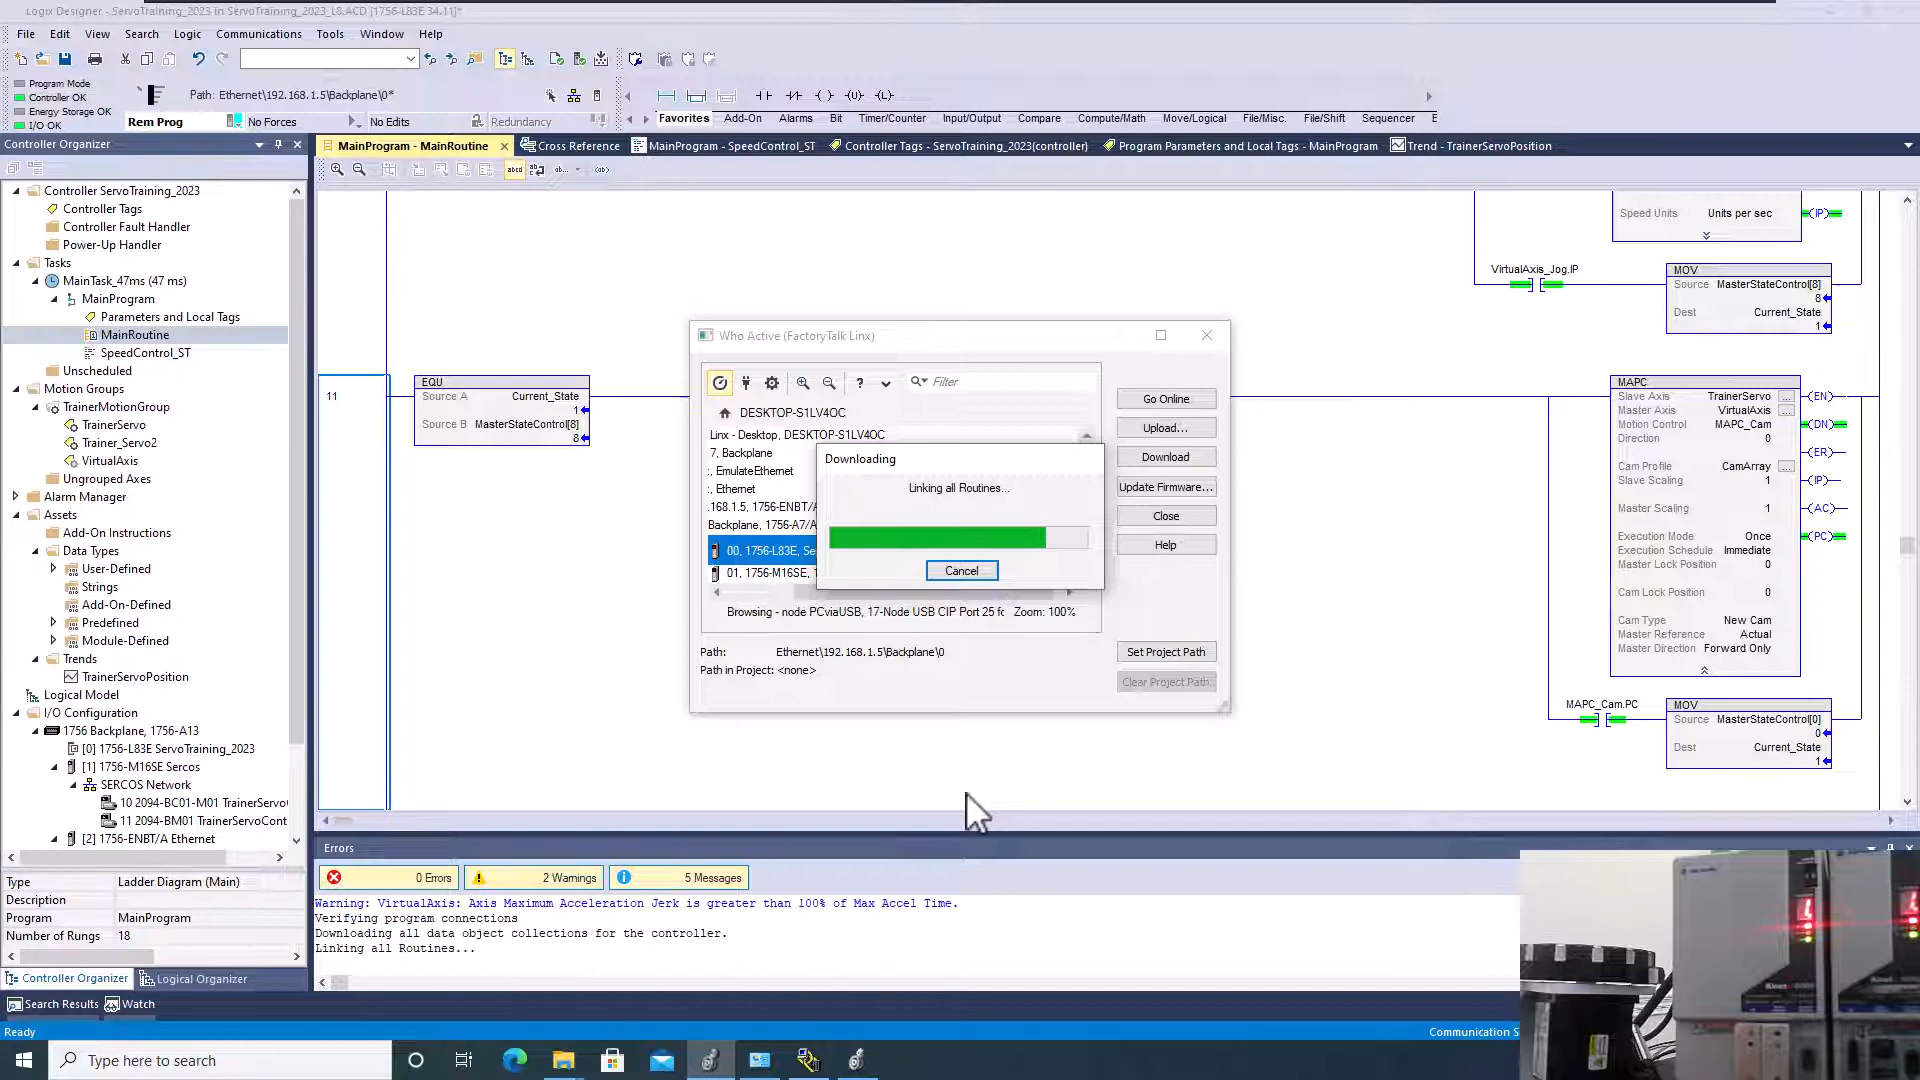 Logix Designer - ServoTraining_2023 in ServoTraining_2023_L8.ACD [1756-L83E 34.11]*
File Edit View Search Logic Communications Tools Window Help
Program Mode
Controller OK
Energy Storage OK
I/O OK
Path: Ethernet\192.168.1.5\Backplane\0*
Rem Prog
No Forces
No Edits
Redundancy
Favorites Add-On Alarms Bit Timer/Counter Input/Output Compare Compute/Math Move/Logical File/Misc. File/Shift Sequencer E
Controller Organizer
MainProgram - MainRoutine
Cross Reference
MainProgram - SpeedControl_ST
Controller Tags - ServoTraining_2023(controller)
Program Parameters and Local Tags - MainProgram
Trend - TrainerServoPosition
Controller ServoTraining_2023
Controller Tags
Controller Fault Handler
Power-Up Handler
Tasks
MainTask_47ms (47 ms)
MainProgram
Parameters and Local Tags
MainRoutine
SpeedControl_ST
Unscheduled
Motion Groups
TrainerMotionGroup
TrainerServo
Trainer_Servo2
VirtualAxis
Ungrouped Axes
Alarm Manager
Assets
Add-On Instructions
Data Types
User-Defined
Strings
Add-On-Defined
Predefined
Module-Defined
Trends
TrainerServoPosition
Logical Model
I/O Configuration
1756 Backplane, 1756-A13
[0] 1756-L83E ServoTraining_2023
[1] 1756-M16SE Sercos
SERCOS Network
10 2094-BC01-M01 TrainerServo
11 2094-BM01 TrainerServoCont
[2] 1756-ENBT/A Ethernet
Type Ladder Diagram (Main)
Description
Program MainProgram
Number of Rungs 18
Controller Organizer
Logical Organizer
Search Results
Watch
Ready
Communication S
Speed Units Units per sec
(IP)
VirtualAxis_Jog.IP
MOV
Source MasterStateControl[8]
8
Dest Current_State
1
11
EQU
Source A Current_State
1
Source B MasterStateControl[8]
8
MAPC
Slave Axis TrainerServo ...
Master Axis VirtualAxis ...
Motion Control MAPC_Cam
Direction 0
Cam Profile CamArray ...
Slave Scaling 1
Master Scaling 1
Execution Mode Once
Execution Schedule Immediate
Master Lock Position 0
Cam Lock Position 0
Cam Type New Cam
Master Reference Actual
Master Direction Forward Only
(EN)
(DN)
(ER)
(IP)
(AC)
(PC)
MAPC_Cam.PC
MOV
Source MasterStateControl[0]
0
Dest Current_State
1
Who Active (FactoryTalk Linx)
Filter
DESKTOP-S1LV4OC
Linx - Desktop, DESKTOP-S1LV4OC
7, Backplane
:, EmulateEthernet
:, Ethernet
.168.1.5, 1756-ENBT/A
Backplane, 1756-A7/A
00, 1756-L83E, Se
01, 1756-M16SE, 1
Browsing - node PCviaUSB, 17-Node USB CIP Port 25 fc Zoom: 100%
Path: Ethernet\192.168.1.5\Backplane\0
Path in Project: <none>
Go Online
Upload...
Download
Update Firmware...
Close
Help
Set Project Path
Clear Project Path
Downloading
Linking all Routines...
Cancel
Errors
0 Errors
2 Warnings
5 Messages
Warning: VirtualAxis: Axis Maximum Acceleration Jerk is greater than 100% of Max Accel Time.
Verifying program connections
Downloading all data object collections for the controller.
Linking all Routines...
Type here to search